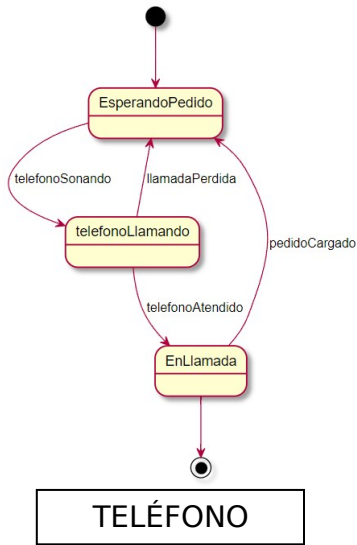 EsperandoPedido
telefonoSonando
llamadaPerdida
telefonoLlamando
pedidoCargado
telefonoAtendido
EnLlamada
TELÉFONO